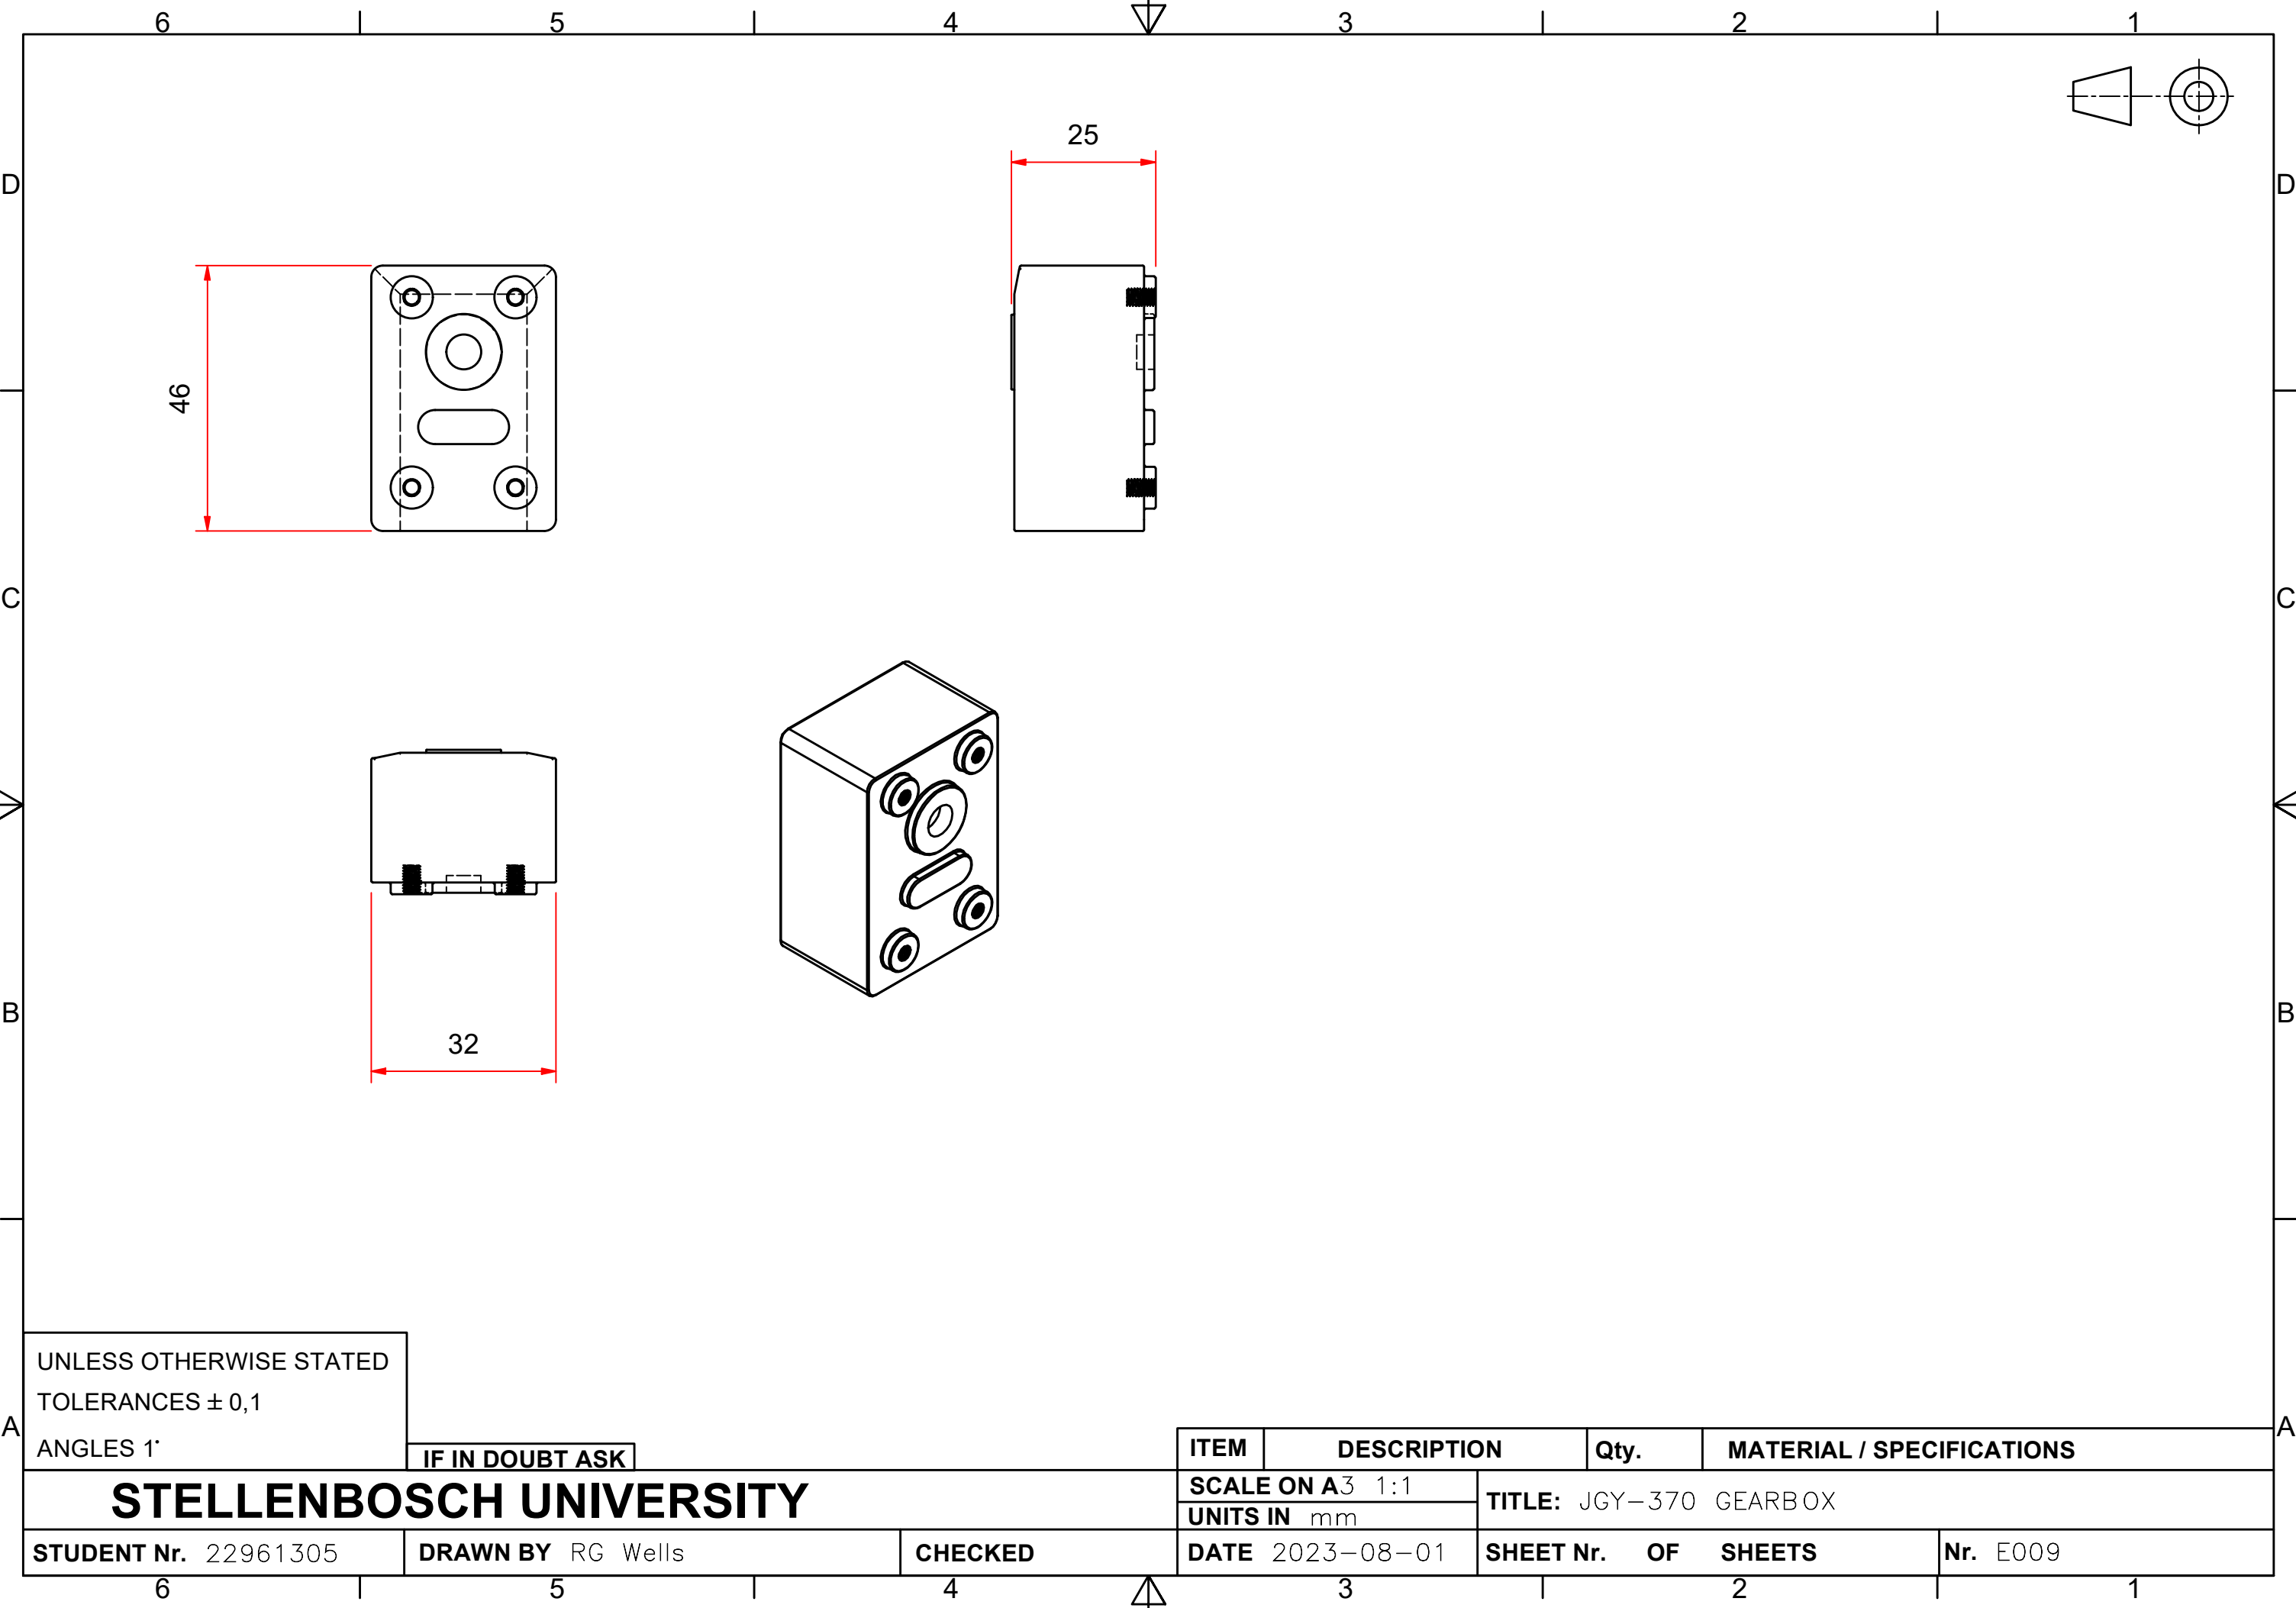 6 5 4 3 2 1
25
D D
46
C C
32
B B
UNLESS OTHERWISE STATED
TOLERANCES ± 0,1
ANGLES 1°
A A
IF IN DOUBT ASK
ITEM DESCRIPTION Qty. MATERIAL / SPECIFICATIONS
STELLENBOSCH UNIVERSITY
SCALE ON A3 1:1
UNITS IN mm
TITLE: JGY-370 GEARBOX
STUDENT Nr. 22961305 DRAWN BY RG Wells CHECKED DATE 2023-08-01 SHEET Nr. OF SHEETS Nr. E009
6 5 4 3 2 1